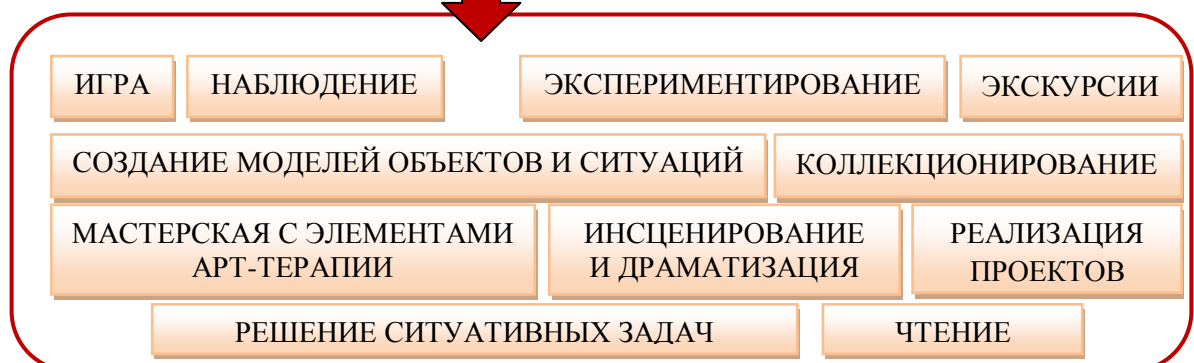 ИГРА
НАБЛЮДЕНИЕ
ЭКСПЕРИМЕНТИРОВАНИЕ
ЭКСКУРСИИ
СОЗДАНИЕ МОДЕЛЕЙ ОБЪЕКТОВ И СИТУАЦИЙ
КОЛЛЕКЦИОНИРОВАНИЕ
МАСТЕРСКАЯ С ЭЛЕМЕНТАМИ
АРТ-ТЕРАПИИ
ИНСЦЕНИРОВАНИЕ
И ДРАМАТИЗАЦИЯ
РЕАЛИЗАЦИЯ
ПРОЕКТОВ
РЕШЕНИЕ СИТУАТИВНЫХ ЗАДАЧ
ЧТЕНИЕ